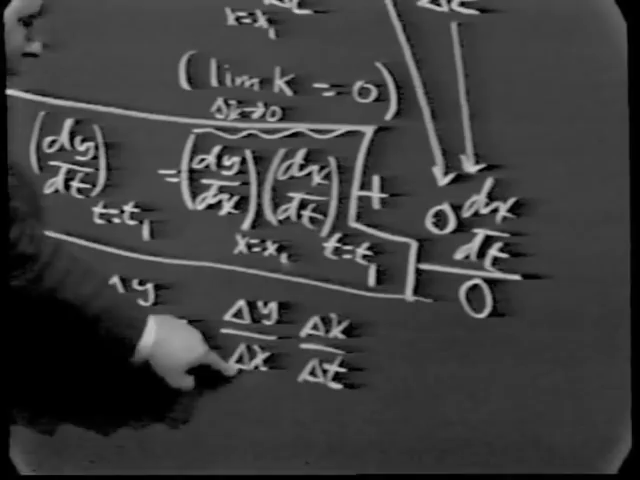 x=x₁
(lim k = 0)
Δx→0
(dy/dt) t=t₁ = (dy/dx) x=x₁ (dx/dt) t=t₁ + 0 dx/dt
0
Δy/Δx Δx/Δt